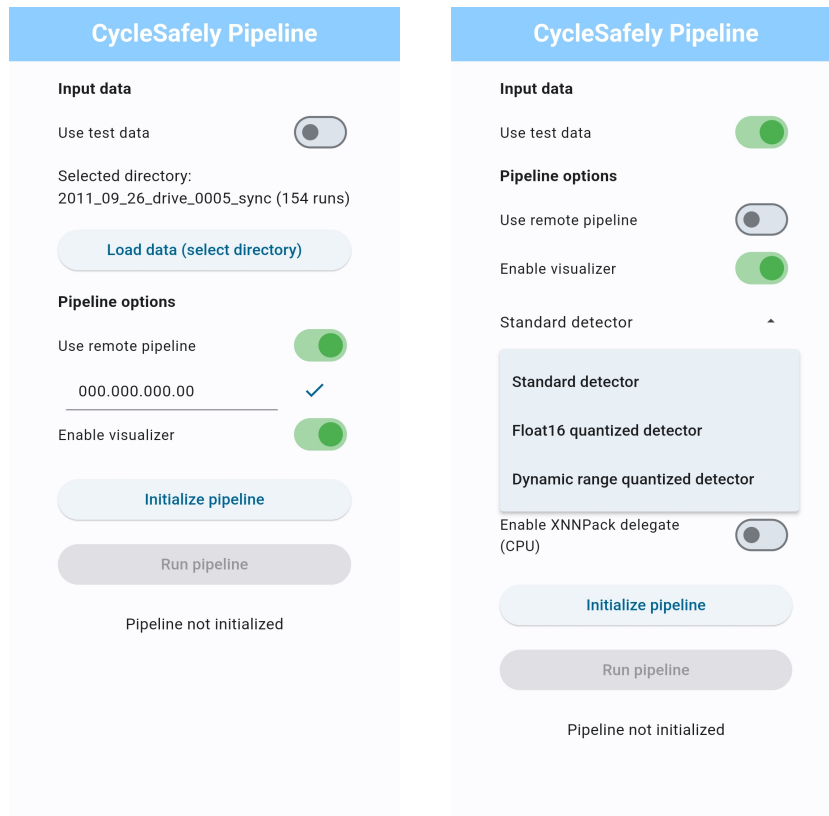 CycleSafely Pipeline
Input data
Use test data
Selected directory:
2011_09_26_drive_0005_sync (154 runs)
Load data (select directory)
Pipeline options
Use remote pipeline
000.000.000.00
Enable visualizer
Initialize pipeline
Run pipeline
Pipeline not initialized
CycleSafely Pipeline
Input data
Use test data
Pipeline options
Use remote pipeline
Enable visualizer
Standard detector
Standard detector
Float16 quantized detector
Dynamic range quantized detector
Enable XNNPack delegate
(CPU)
Initialize pipeline
Run pipeline
Pipeline not initialized